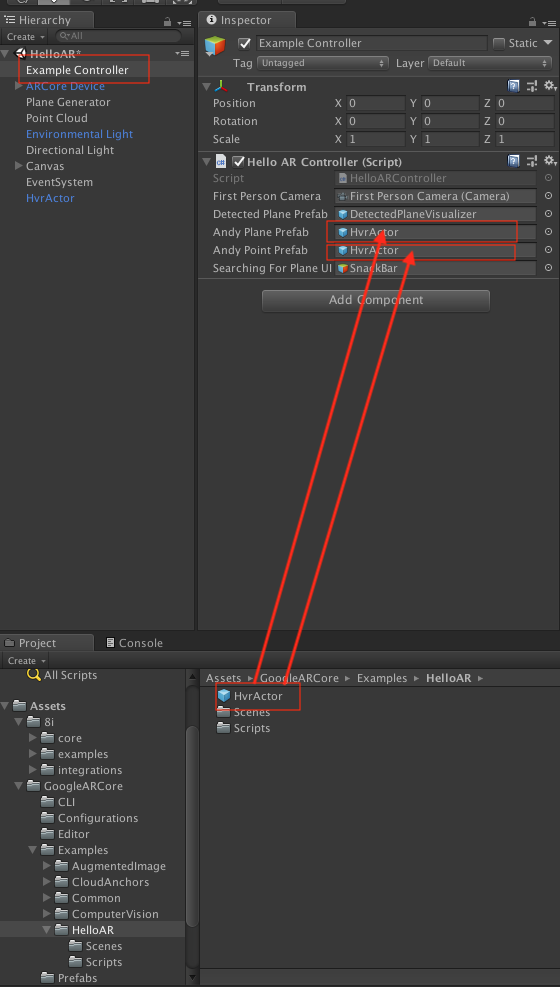 Hierarchy
Create
All
HelloAR*
Example Controller
ARCore Device
Plane Generator
Point Cloud
Environmental Light
Directional Light
Canvas
EventSystem
HvrActor
Inspector
Example Controller
Static
Tag Untagged Layer Default
Transform
Position X 0 Y 0 Z 0
Rotation X 0 Y 0 Z 0
Scale X 1 Y 1 Z 1
Hello AR Controller (Script)
Script HelloARController
First Person Camera First Person Camera (Camera)
Detected Plane Prefab DetectedPlaneVisualizer
Andy Plane Prefab HvrActor
Andy Point Prefab HvrActor
Searching For Plane UI SnackBar
Add Component
Project
Console
Create
All Scripts
Assets
8i
core
examples
integrations
GoogleARCore
CLI
Configurations
Editor
Examples
AugmentedImage
CloudAnchors
Common
ComputerVision
HelloAR
Scenes
Scripts
Prefabs
Assets GoogleARCore Examples HelloAR
HvrActor
Scenes
Scripts